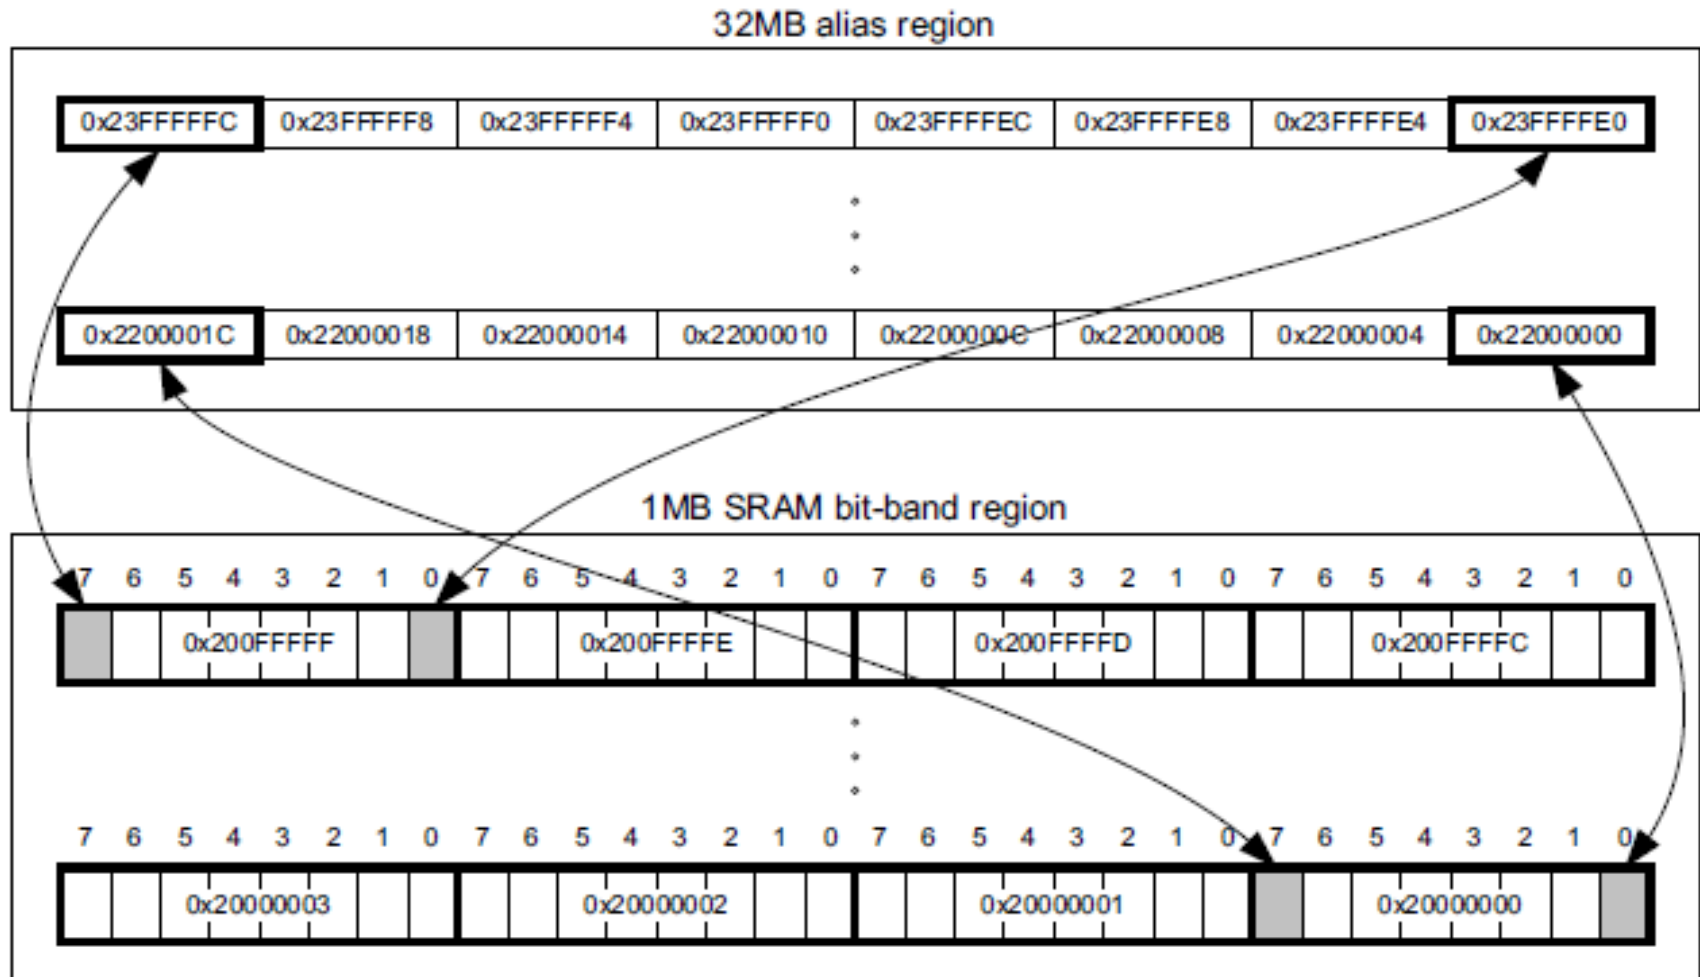 32MB alias region
0x23FFFFFC 0x23FFFFF8 0x23FFFFF4 0x23FFFFF0 0x23FFFFEC 0x23FFFFE8 0x23FFFFE4 0x23FFFFE0
0x2200001C 0x22000018 0x22000014 0x22000010 0x2200000C 0x22000008 0x22000004 0x22000000
1MB SRAM bit-band region
7 6 5 4 3 2 1 0 7 6 5 4 3 2 1 0 7 6 5 4 3 2 1 0 7 6 5 4 3 2 1 0
0x200FFFFF 0x200FFFFE 0x200FFFFD 0x200FFFFC
7 6 5 4 3 2 1 0 7 6 5 4 3 2 1 0 7 6 5 4 3 2 1 0 7 6 5 4 3 2 1 0
0x20000003 0x20000002 0x20000001 0x20000000